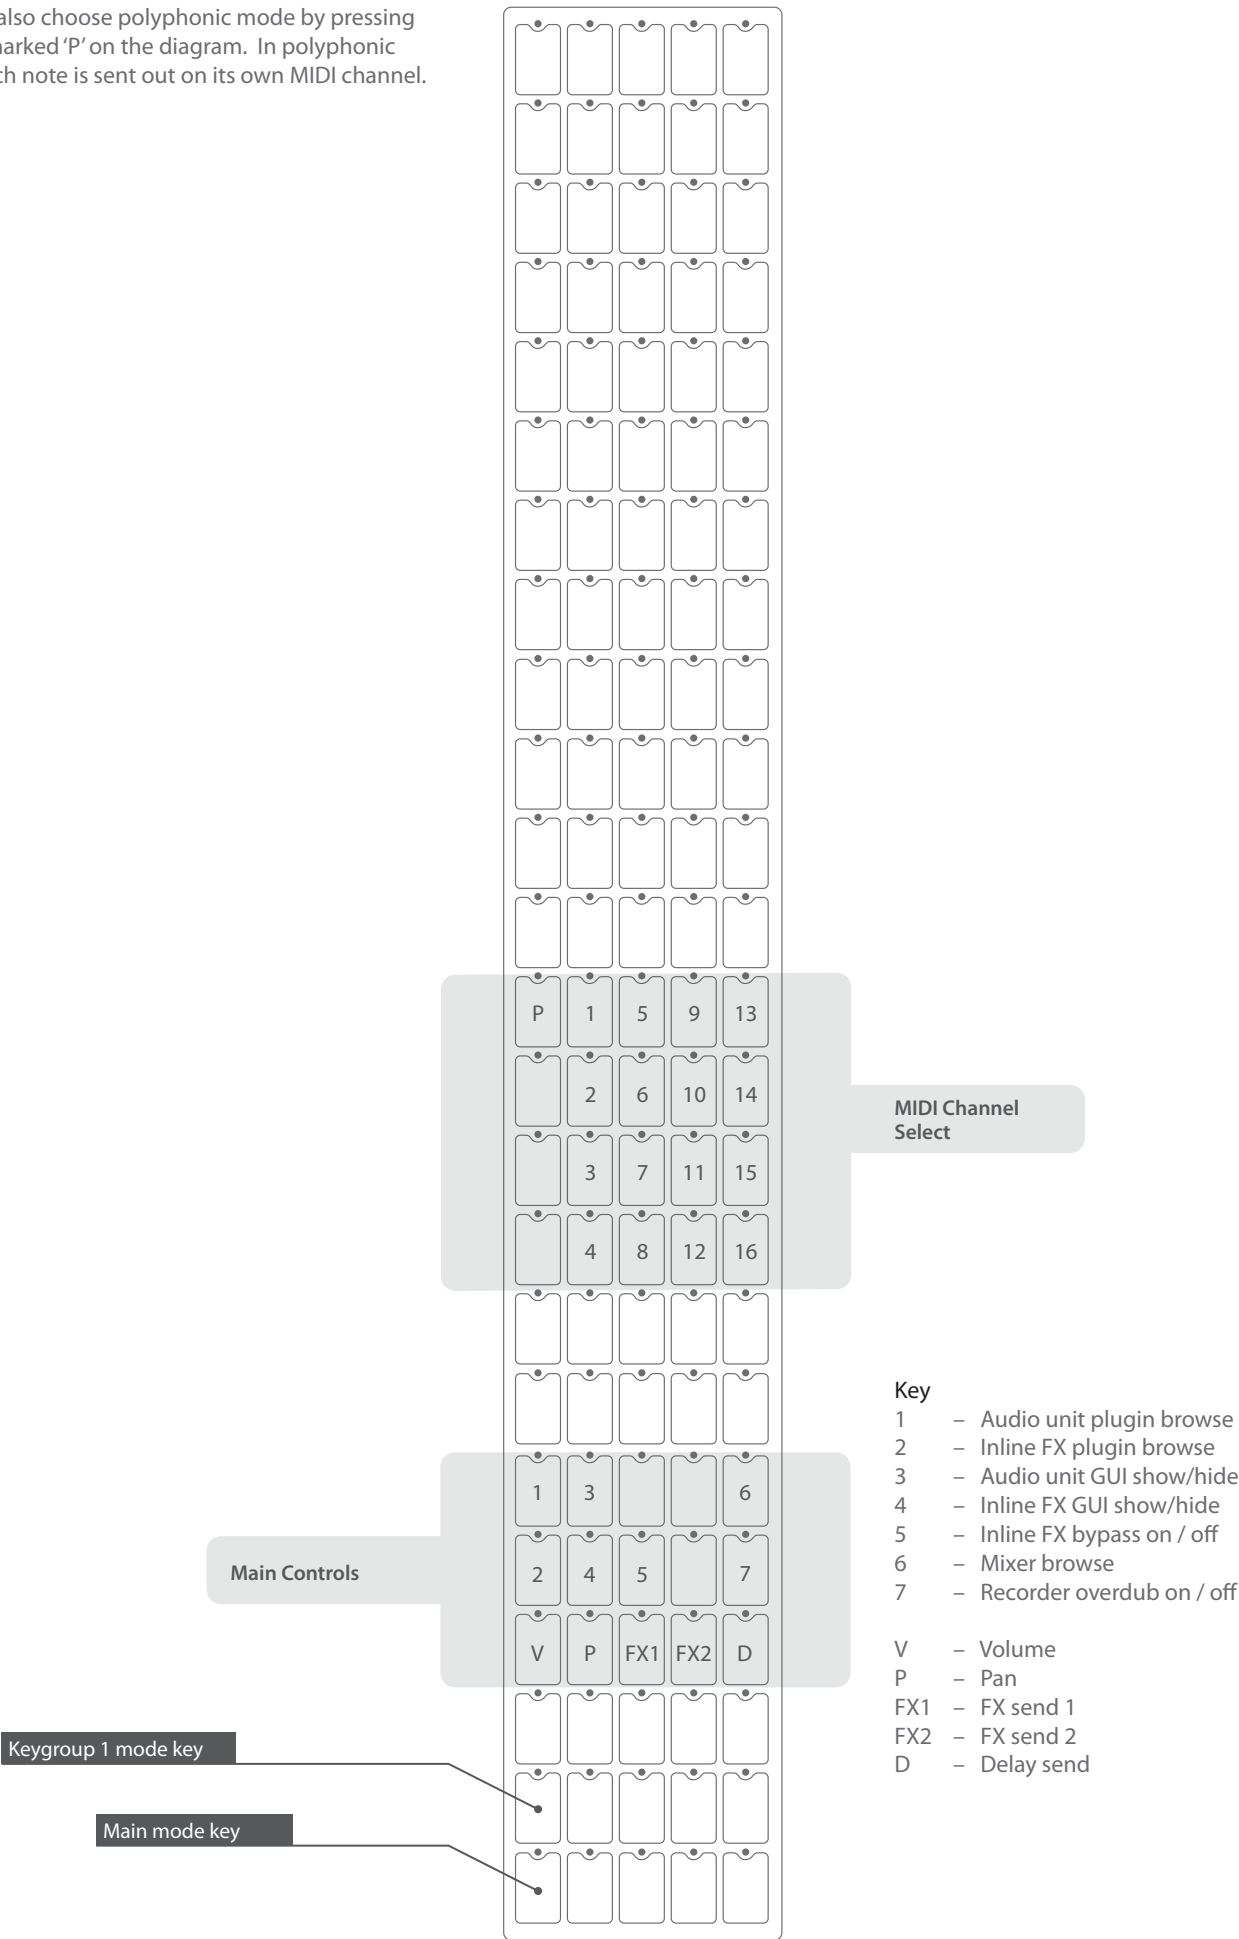 also choose polyphonic mode by pressing
marked ‘P’ on the diagram. In polyphonic
note is sent out on its own MIDI channel.
P 1 5 9 13
2 6 10 14
3 7 11 15
4 8 12 16
MIDI Channel
Select
Key
1 – Audio unit plugin browse
2 – Inline FX plugin browse
3 – Audio unit GUI show/hide
4 – Inline FX GUI show/hide
5 – Inline FX bypass on / off
6 – Mixer browse
7 – Recorder overdub on / off
V – Volume
P – Pan
FX1 – FX send 1
FX2 – FX send 2
D – Delay send
1 3 6
2 4 5 7
V P FX1 FX2 D
Main Controls
Keygroup 1 mode key
Main mode key